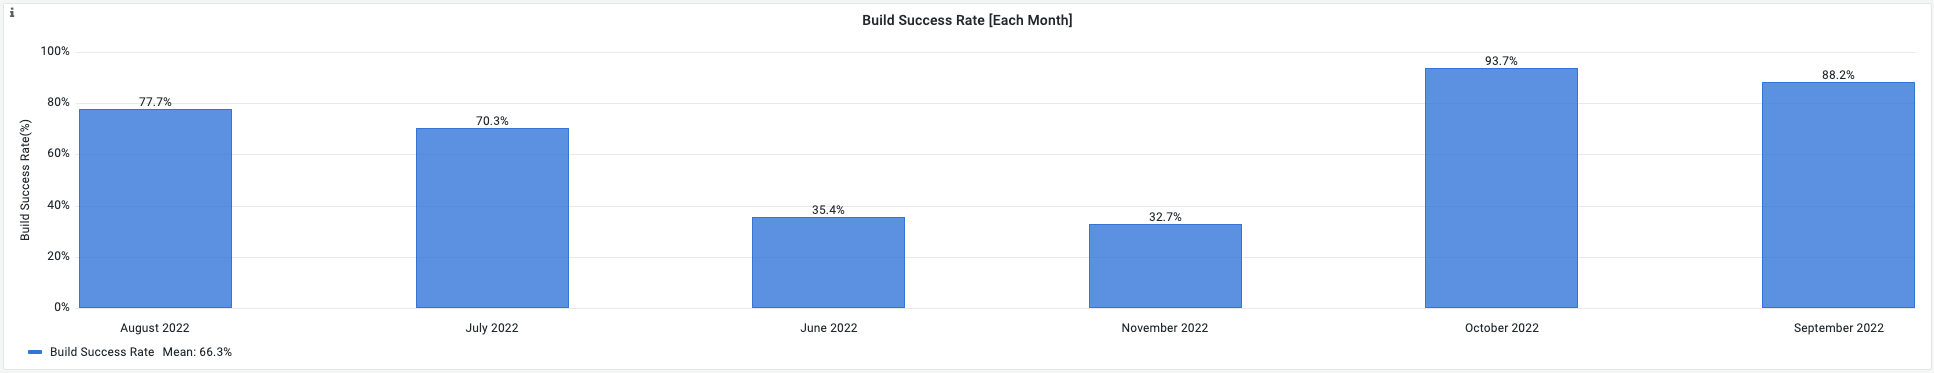 Build Success Rate [Each Month]
Build Success Rate(%)
100%
80%
60%
40%
20%
0%
77.7%
70.3%
35.4%
32.7%
93.7%
88.2%
August 2022
July 2022
June 2022
November 2022
October 2022
September 2022
Build Success Rate Mean: 66.3%